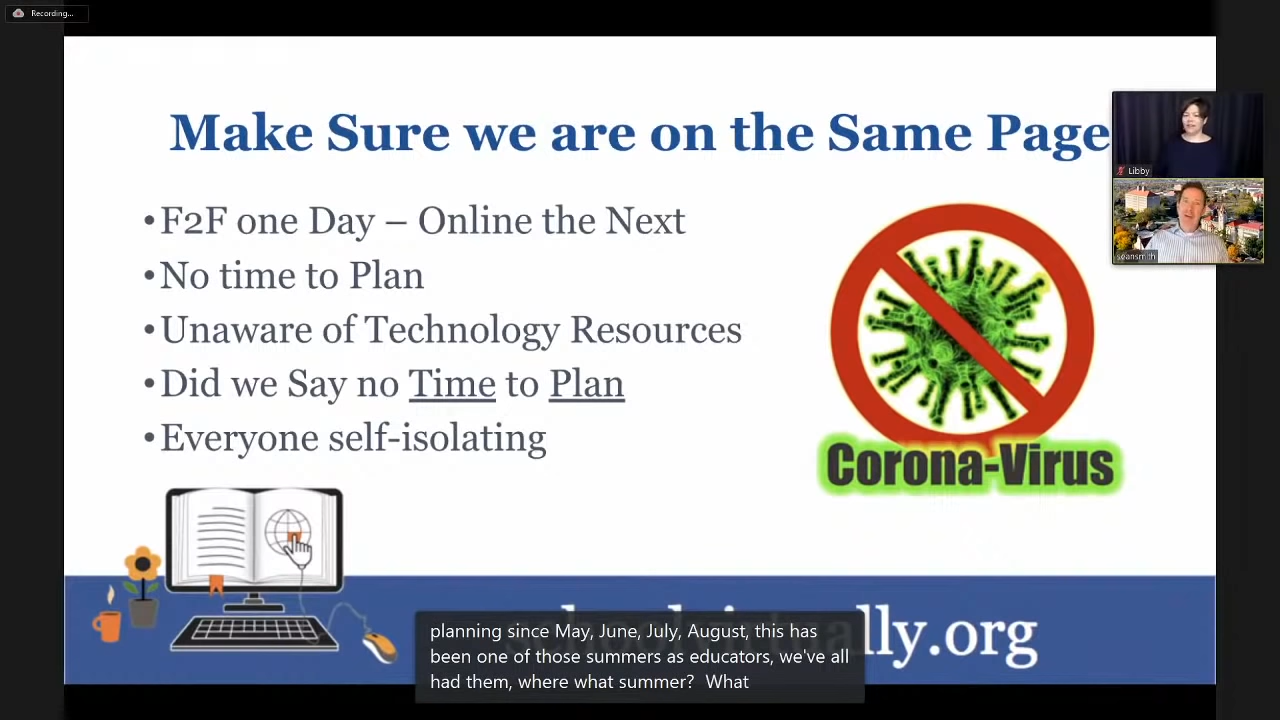 Recording...
Make Sure we are on the Same Page
Libby
seansmith
•F2F one Day – Online the Next
•No time to Plan
•Unaware of Technology Resources
•Did we Say no Time to Plan
•Everyone self-isolating
Corona-Virus
planning since May, June, July, August, this has
been one of those summers as educators, we've all
had them, where what summer?  What